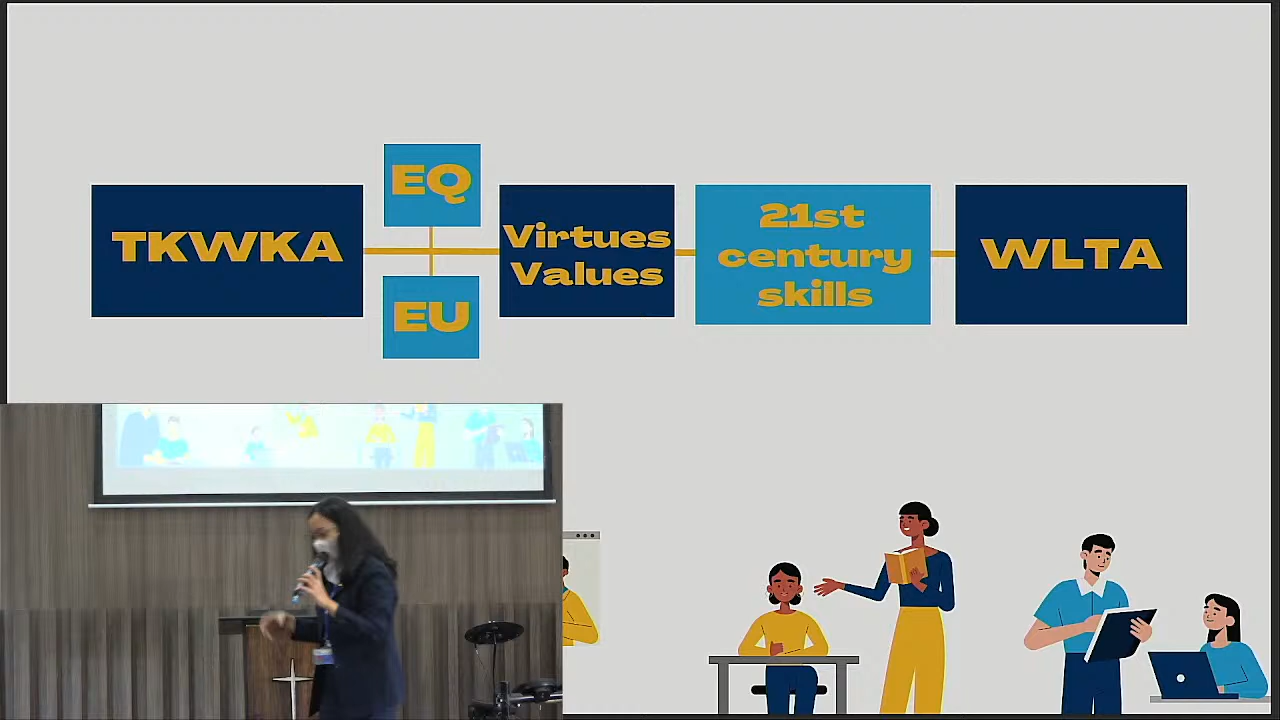 TKWKA
EQ
EU
Virtues
Values
21st
century
skills
WLTA